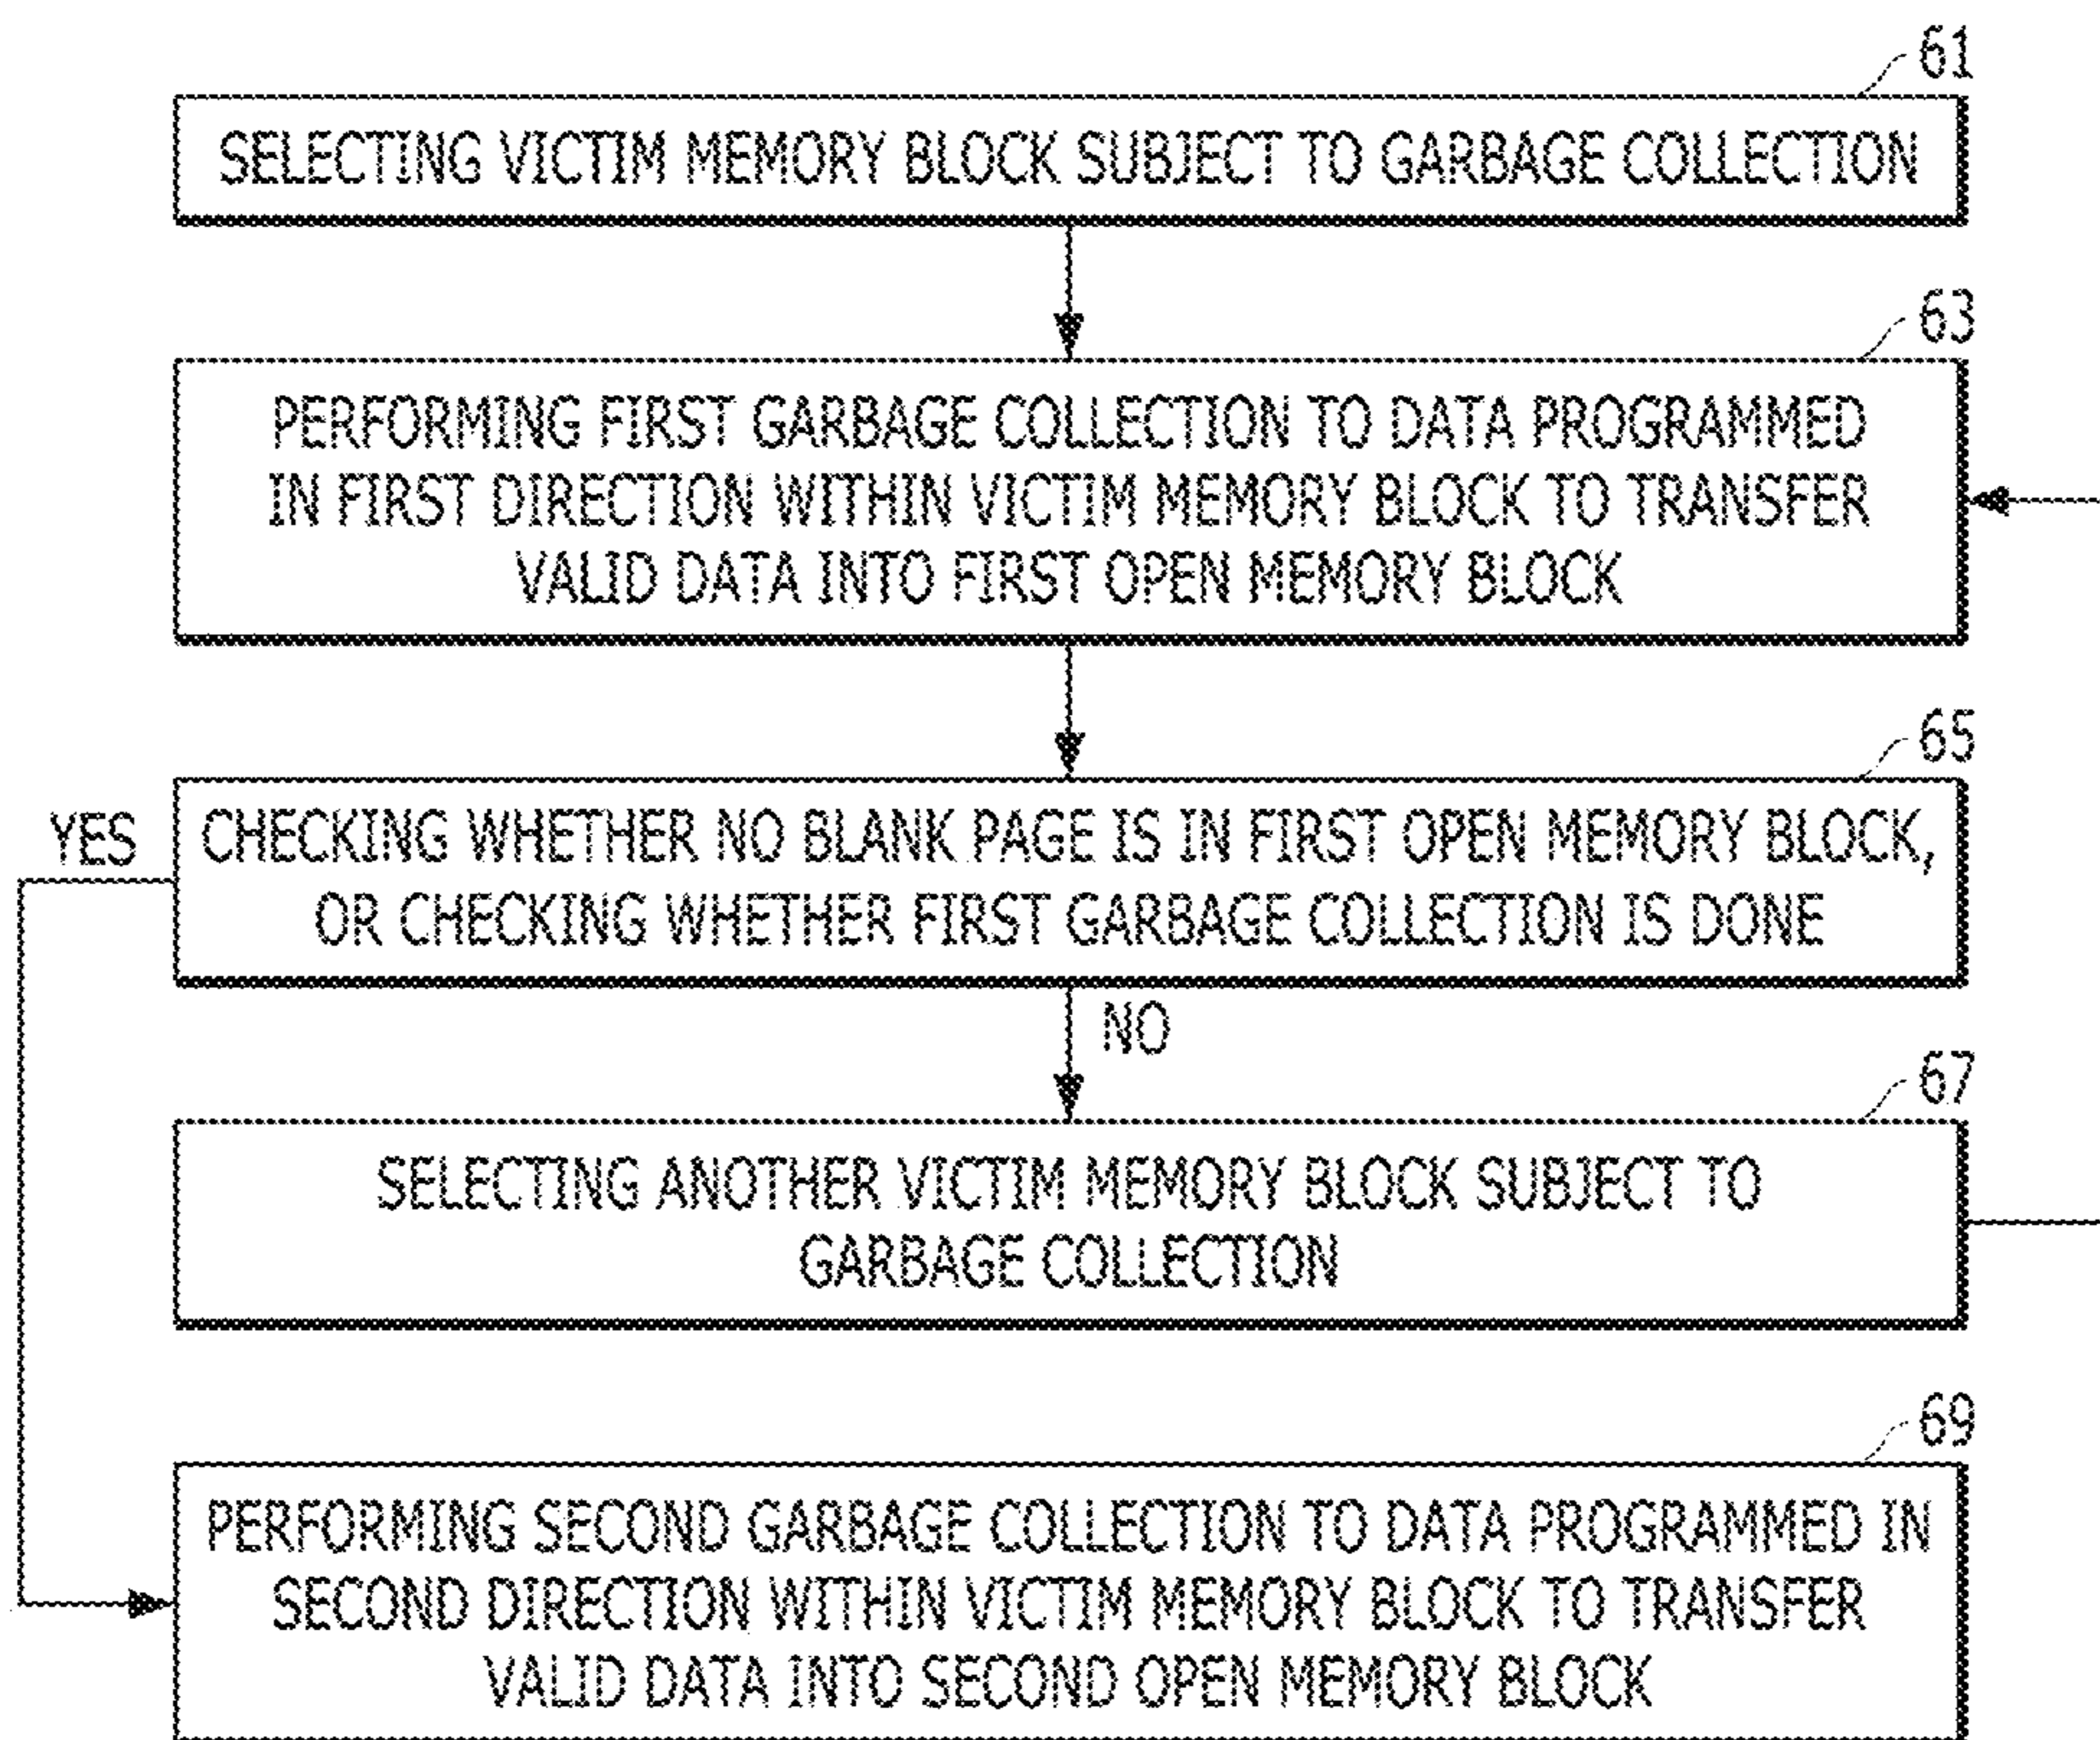 61
SELECTING VICTIM MEMORY BLOCK SUBJECT TO GARBAGE COLLECTION
63
PERFORMING FIRST GARBAGE COLLECTION TO DATA PROGRAMMED
IN FIRST DIRECTION WITHIN VICTIM MEMORY BLOCK TO TRANSFER
VALID DATA INTO FIRST OPEN MEMORY BLOCK
65
YES
CHECKING WHETHER NO BLANK PAGE IS IN FIRST OPEN MEMORY BLOCK,
OR CHECKING WHETHER FIRST GARBAGE COLLECTION IS DONE
NO
67
SELECTING ANOTHER VICTIM MEMORY BLOCK SUBJECT TO
GARBAGE COLLECTION
69
PERFORMING SECOND GARBAGE COLLECTION TO DATA PROGRAMMED IN
SECOND DIRECTION WITHIN VICTIM MEMORY BLOCK TO TRANSFER
VALID DATA INTO SECOND OPEN MEMORY BLOCK